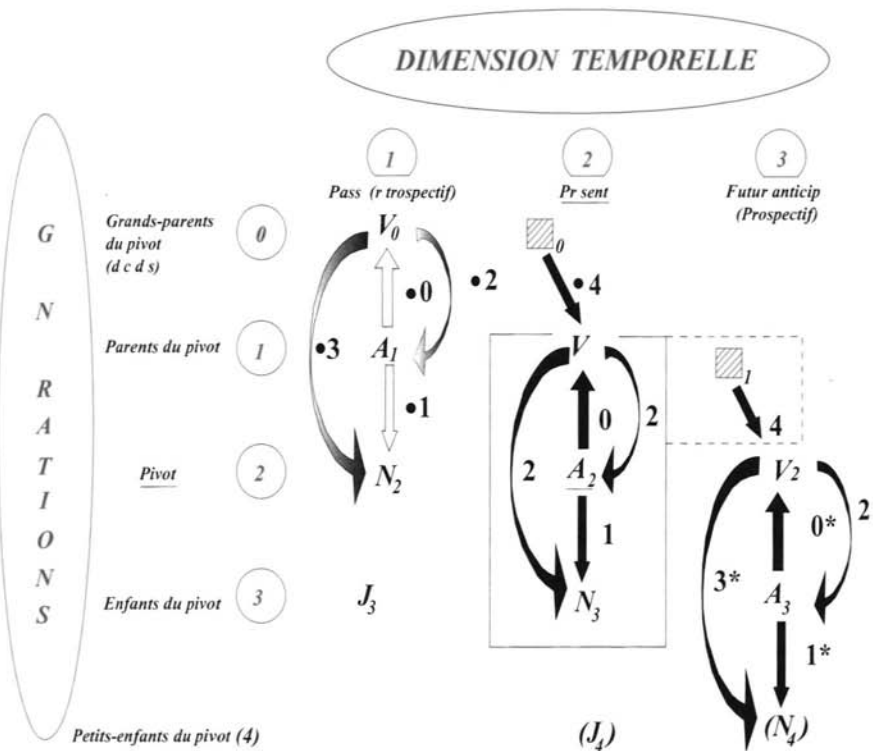 DIMENSION TEMPORELLE
1
2
3
Pass (r trospectif)
Pr sent
Futur anticip
(Prospectif)
G N RATIONS
Grands-parents
du pivot
(d c d s)
0
V0
0
•0
•2
•4
Parents du pivot
1
•3
A1
V
1
•1
0
2
4
Pivot
2
N2
2
A2
V2
1
0*
2
Enfants du pivot
3
J3
N3
3*
A3
1*
Petits-enfants du pivot (4)
(J4)
(N4)